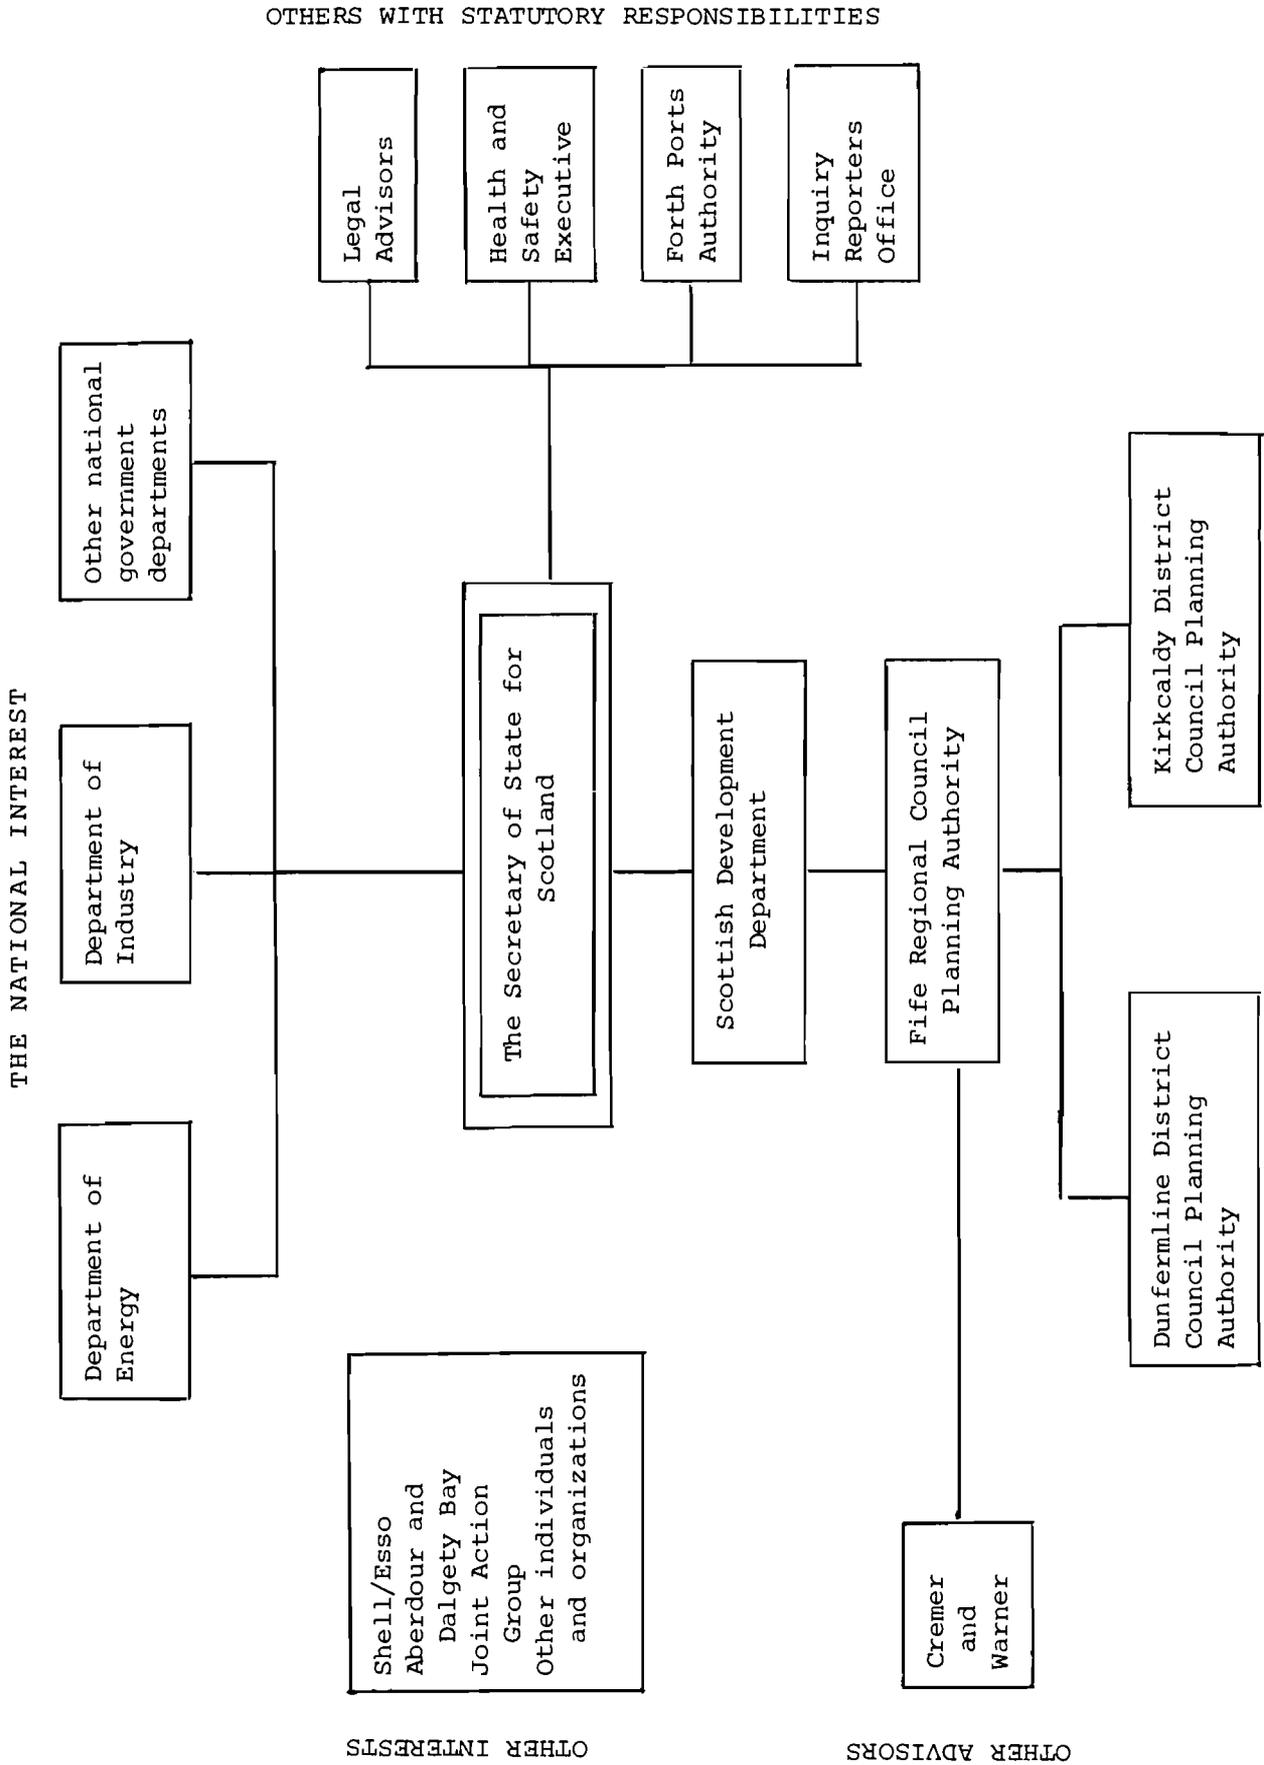 THE NATIONAL INTEREST
Department of
Energy
Department of
Industry
Other national
government
departments
OTHER INTERESTS
Shell/Esso
Aberdour and
Dalgety Bay
Joint Action
Group
Other individuals
and organizations
The Secretary of State for
Scotland
OTHERS WITH STATUTORY RESPONSIBILITIES
Legal
Advisors
Health and
Safety
Executive
Forth Ports
Authority
Inquiry
Reporters
Office
Scottish Development
Department
OTHER ADVISORS
Cremer
and
Warner
Fife Regional Council
Planning Authority
Dunfermline District
Council Planning
Authority
Kirkcaldy District
Council Planning
Authority